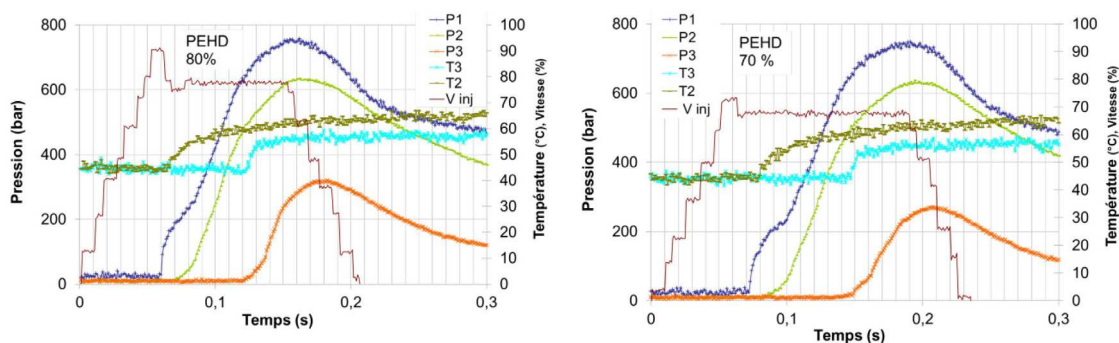 PEHD
80%
P1
P2
P3
T3
T2
V inj
Pression (bar)
800
600
400
200
0
Température (°C), Vitesse (%)
100
90
80
70
60
50
40
30
20
10
0
0
0,1
0,2
0,3
Temps (s)
PEHD
70 %
P1
P2
P3
T3
T2
V inj
Pression (bar)
800
600
400
200
0
Température (°C), Vitesse (%)
100
90
80
70
60
50
40
30
20
10
0
0
0,1
0,2
0,3
Temps (s)